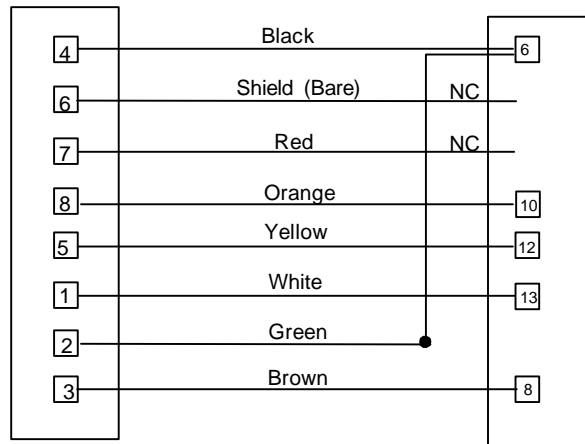 4 Black 6
6 Shield (Bare) NC
7 Red NC
8 Orange 10
5 Yellow 12
1 White 13
2 Green
3 Brown 8